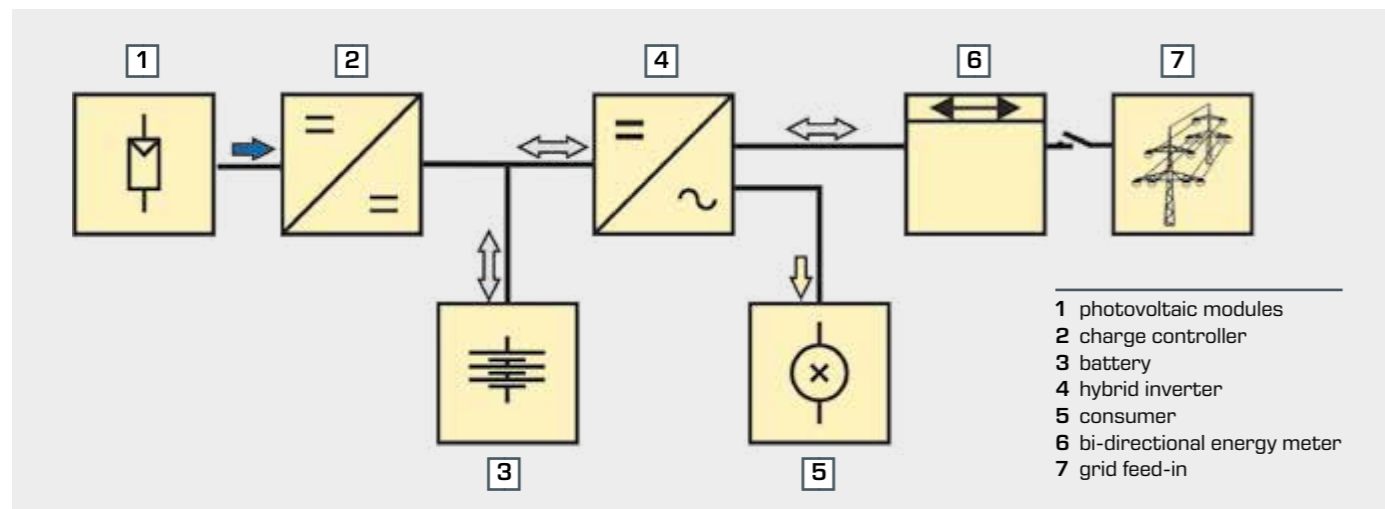 1
2
4
6
7
3
5
1 photovoltaic modules
2 charge controller
3 battery
4 hybrid inverter
5 consumer
6 bi-directional energy meter
7 grid feed-in